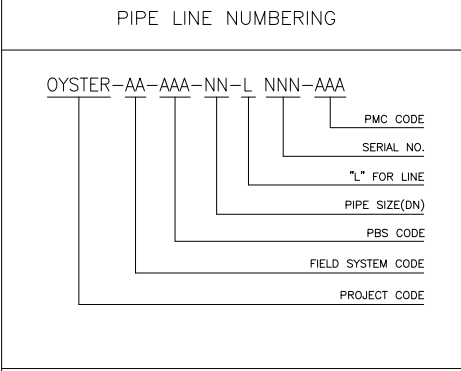 PIPE LINE NUMBERING
OYSTER-AA-AAA-NN-L NNN-AAA
PMC CODE
SERIAL NO.
"L" FOR LINE
PIPE SIZE(DN)
PBS CODE
FIELD SYSTEM CODE
PROJECT CODE